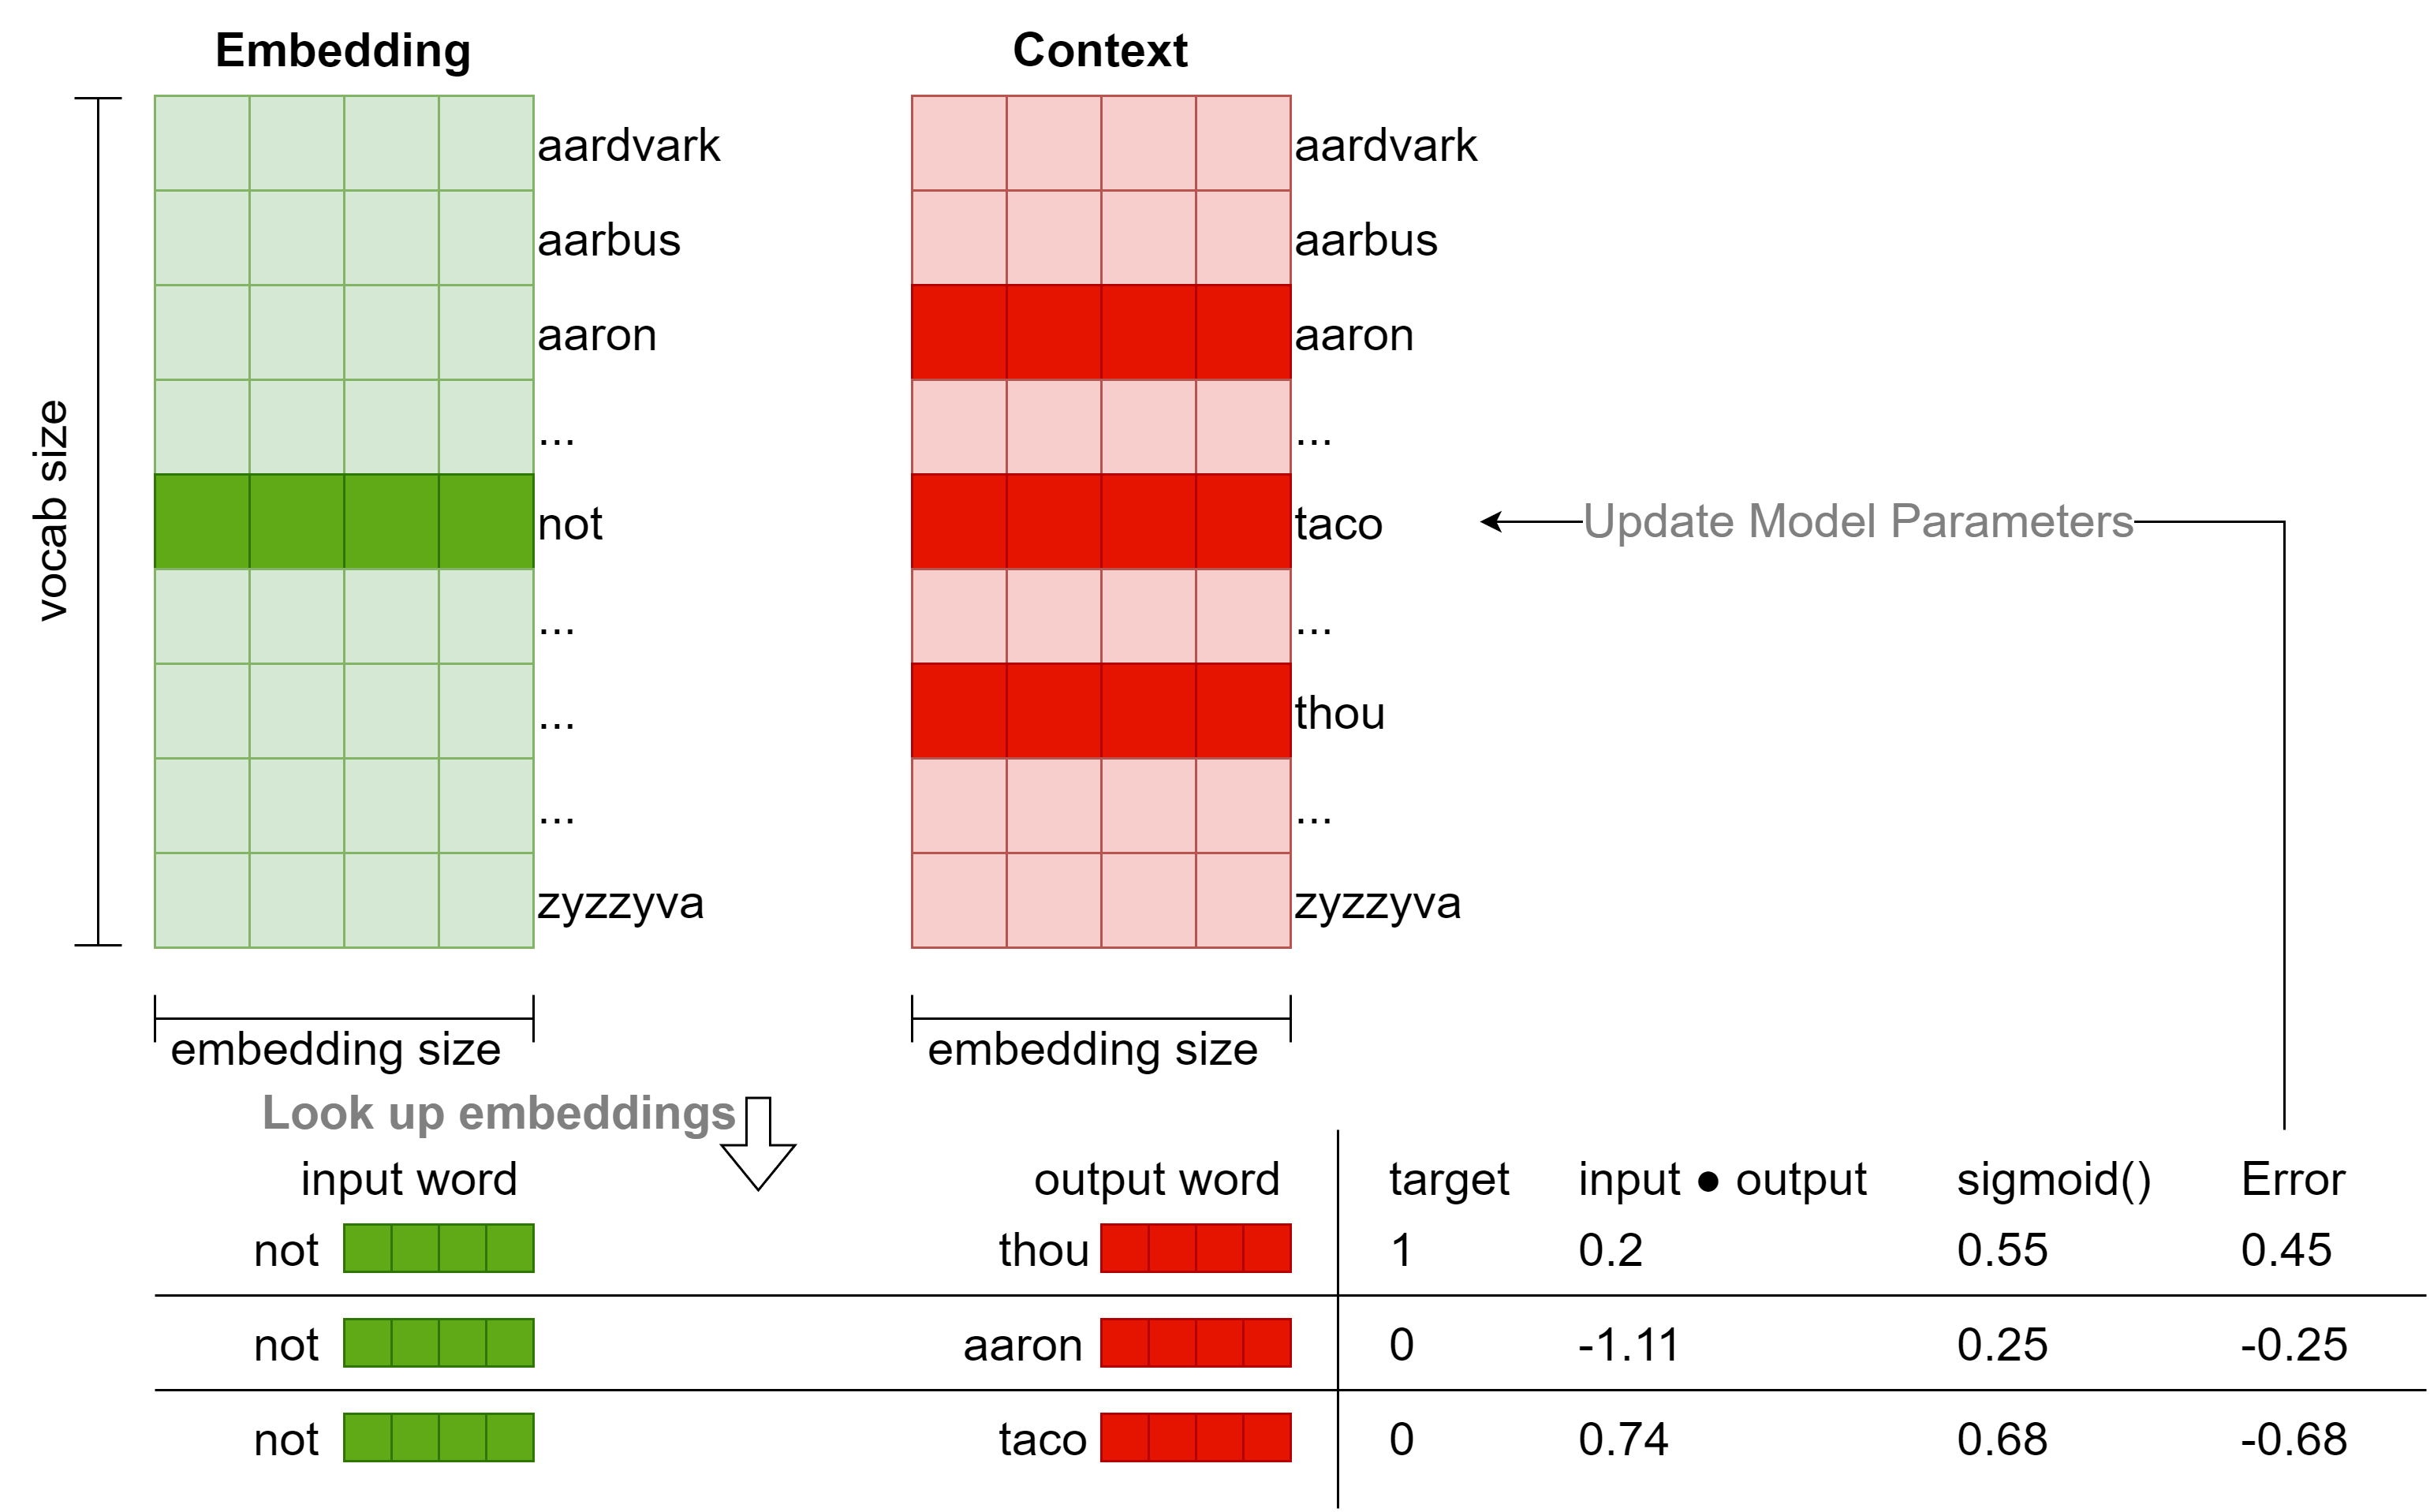 Embedding
Context
vocab size
aardvark
aarbus
aaron
...
not
...
...
...
zyzzyva
aardvark
aarbus
aaron
...
taco
...
thou
...
zyzzyva
Update Model Parameters
embedding size
embedding size
Look up embeddings
input word output word target input ● output sigmoid() Error
not thou 1 0.2 0.55 0.45
not aaron 0 -1.11 0.25 -0.25
not taco 0 0.74 0.68 -0.68